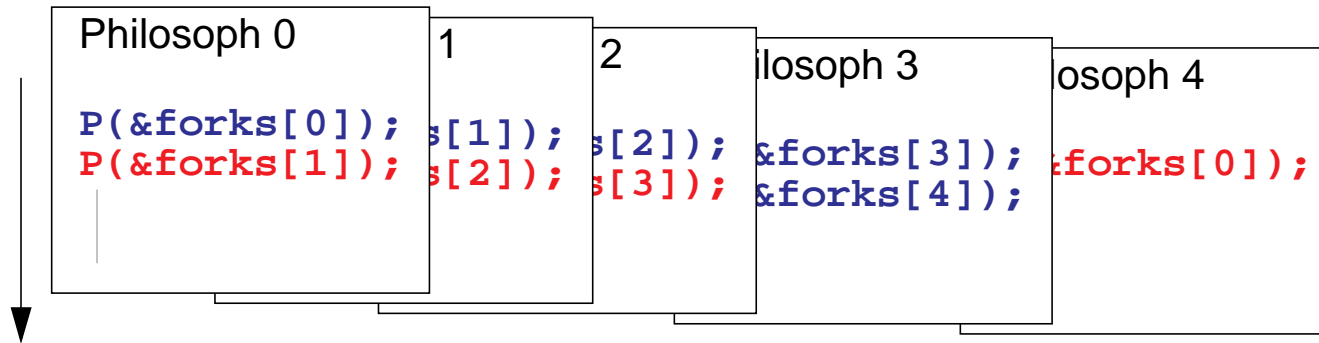 Philosoph 0
P(&forks[0]);
P(&forks[1]);
1
s[1]);
s[2]);
2
s[2]);
s[3]);
ilosoph 3
&forks[3]);
&forks[4]);
losoph 4
&forks[0]);